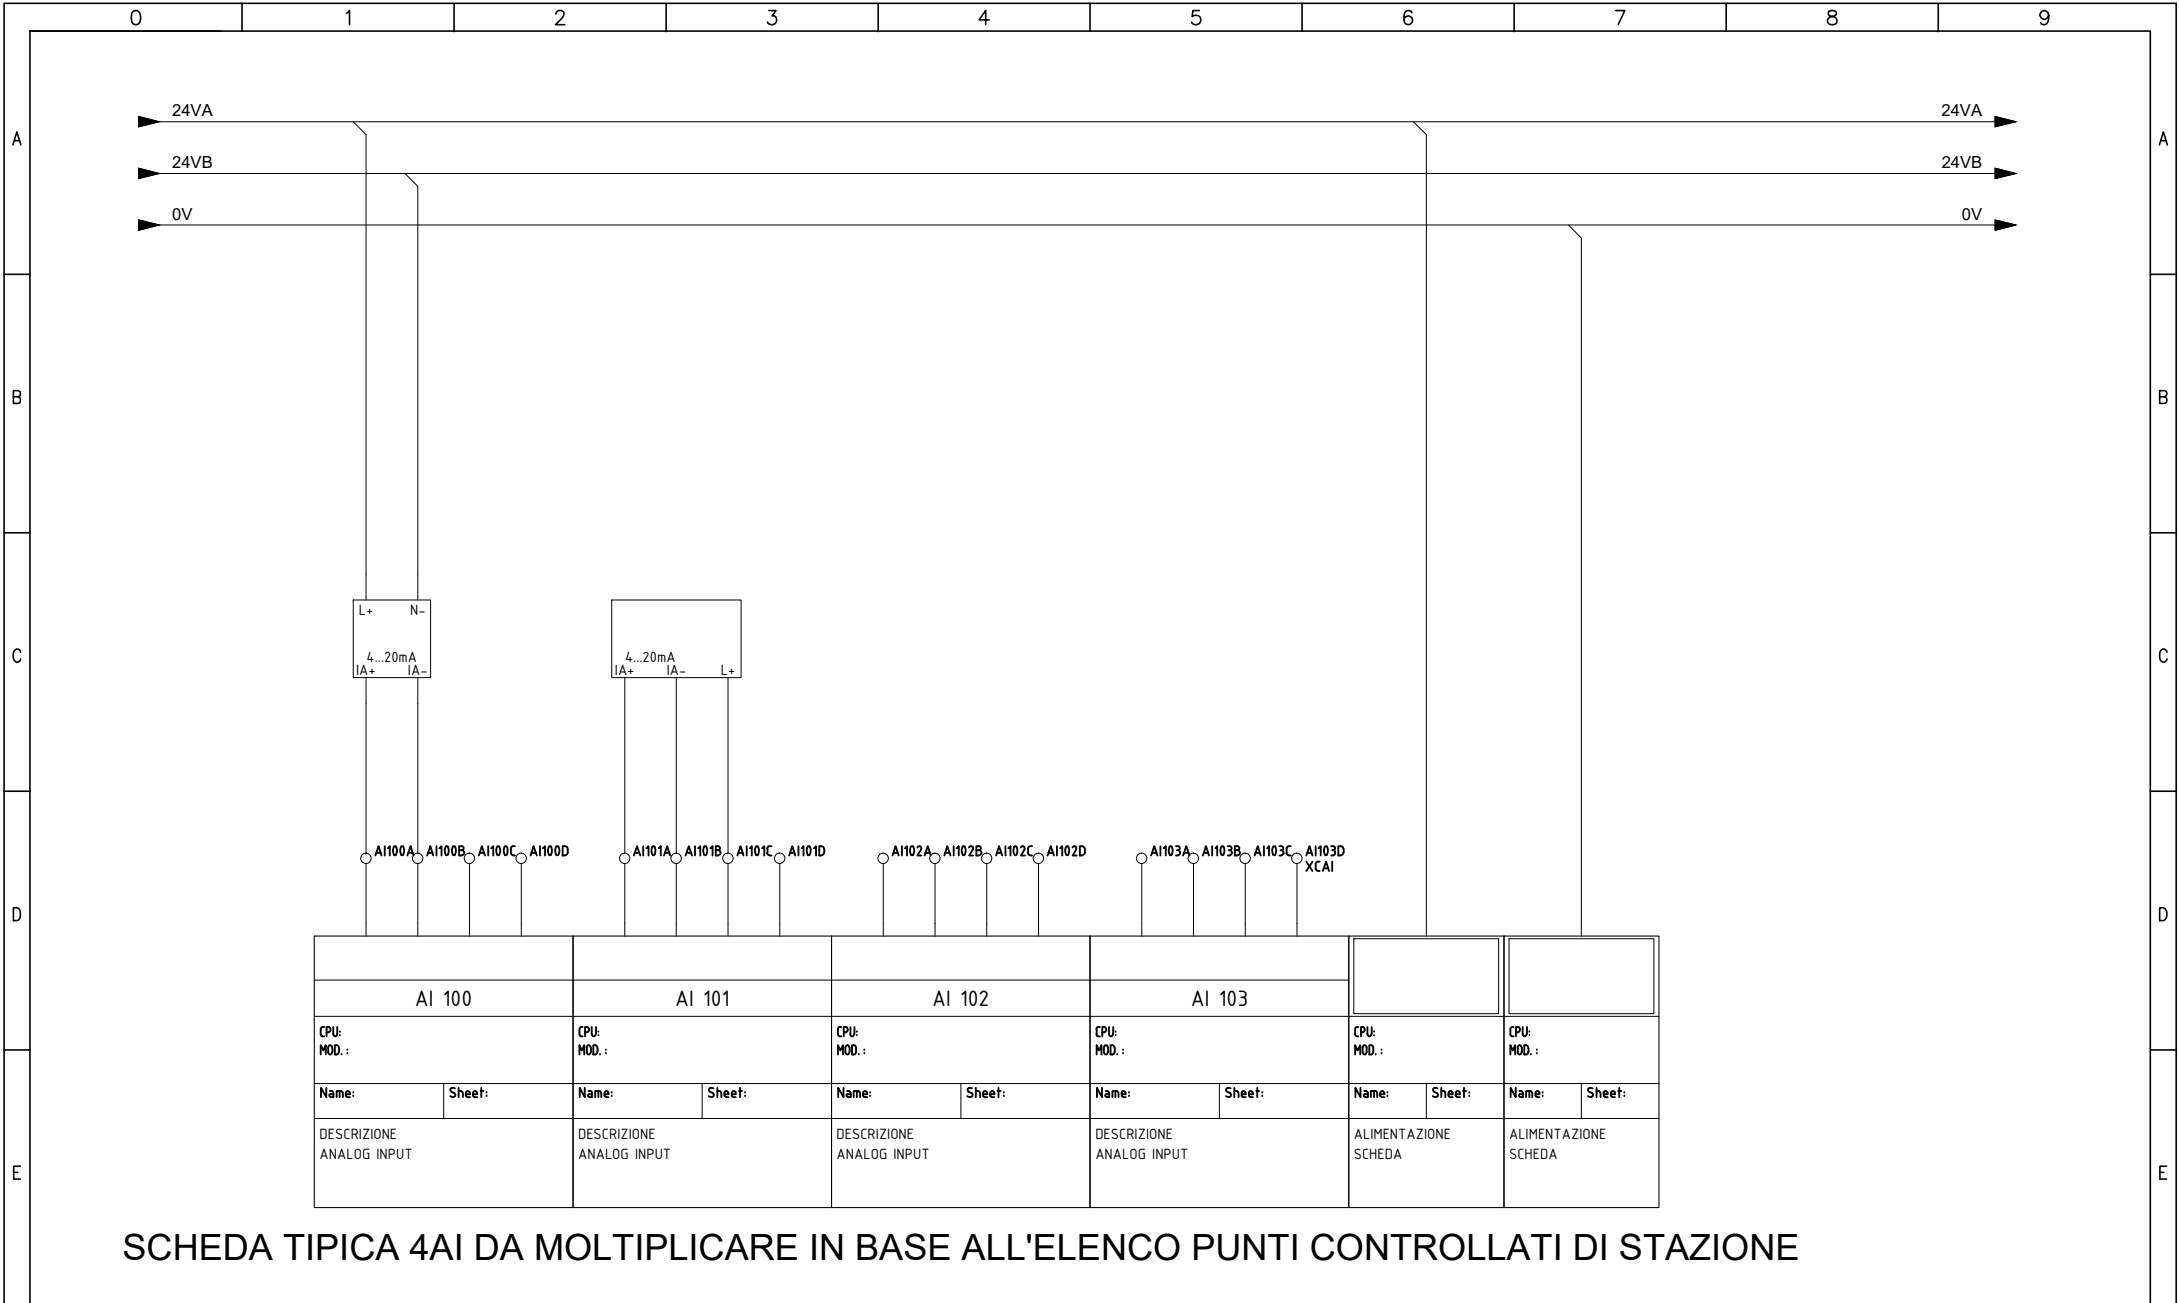 0 1 2 3 4 5 6 7 8 9
24VA 24VA
A A
24VB 24VB
0V 0V
B B
L+ N-
4...20mA 4...20mA
C C
IA+ IA- IA+ IA- L+
AI100A AI100B AI100C AI100D AI101A AI101B AI101C AI101D AI102A AI102B AI102C AI102D AI103A AI103B AI103C AI103D
XCAI
D D
AI 100 AI 101 AI 102 AI 103
CPU: CPU: CPU: CPU: CPU: CPU:
MOD. : MOD. : MOD. : MOD. : MOD. : MOD. :
Name: Sheet: Name: Sheet: Name: Sheet: Name: Sheet: Name: Sheet: Name: Sheet:
DESCRIZIONE DESCRIZIONE DESCRIZIONE DESCRIZIONE ALIMENTAZIONE ALIMENTAZIONE
ANALOG INPUT ANALOG INPUT ANALOG INPUT ANALOG INPUT SCHEDA SCHEDA
E E
SCHEDA TIPICA 4AI DA MOLTIPLICARE IN BASE ALL'ELENCO PUNTI CONTROLLATI DI STAZIONE